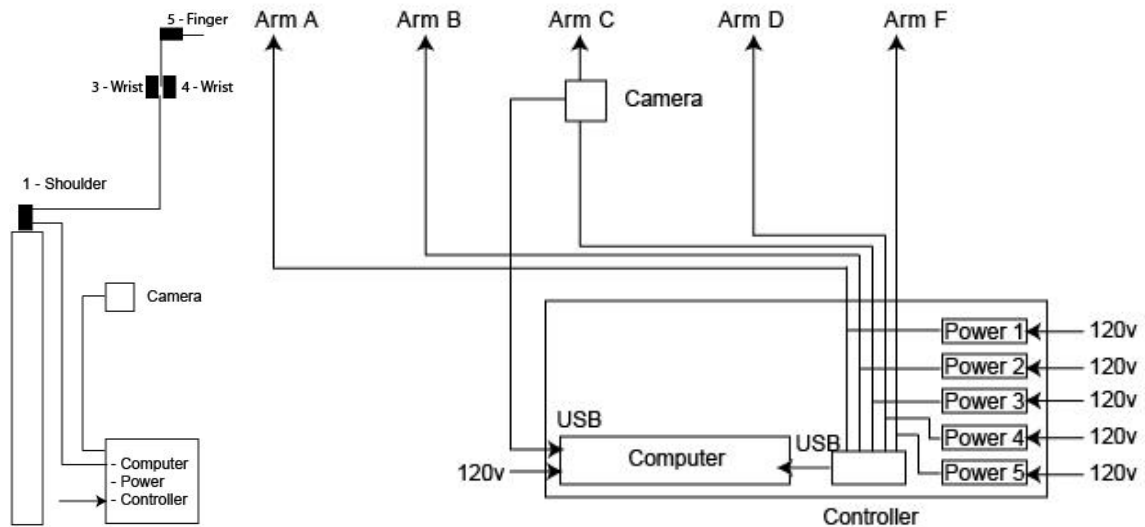 5 - Finger
3 - Wrist
4 - Wrist
1 - Shoulder
Camera
- Computer
- Power
- Controller
Arm A
Arm B
Arm C
Arm D
Arm F
Camera
Power 1
120v
Power 2
120v
Power 3
120v
Power 4
120v
Power 5
120v
USB
Computer
USB
120v
Controller